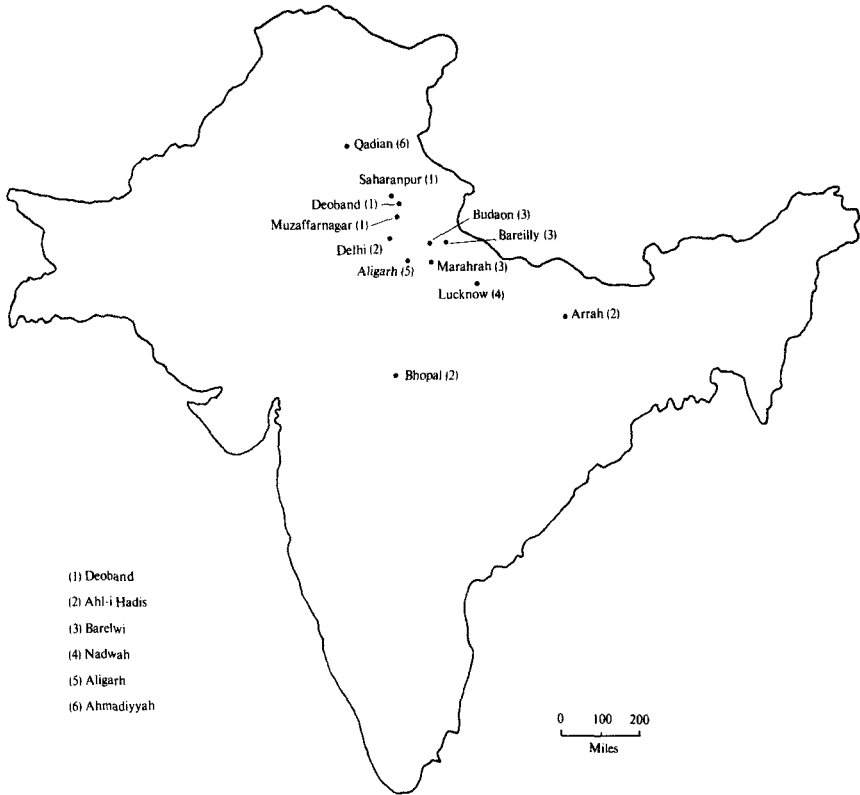 Qadian (6)
Saharanpur (1)
Deoband (1)
Muzaffarnagar (1)
Budaon (3)
Bareilly (3)
Delhi (2)
Aligarh (5)
Marahrah (3)
Lucknow (4)
Arrah (2)
Bhopal (2)
(1) Deoband
(2) Ahl-i Hadis
(3) Barelwi
(4) Nadwah
(5) Aligarh
(6) Ahmadiyyah
0 100 200
Miles